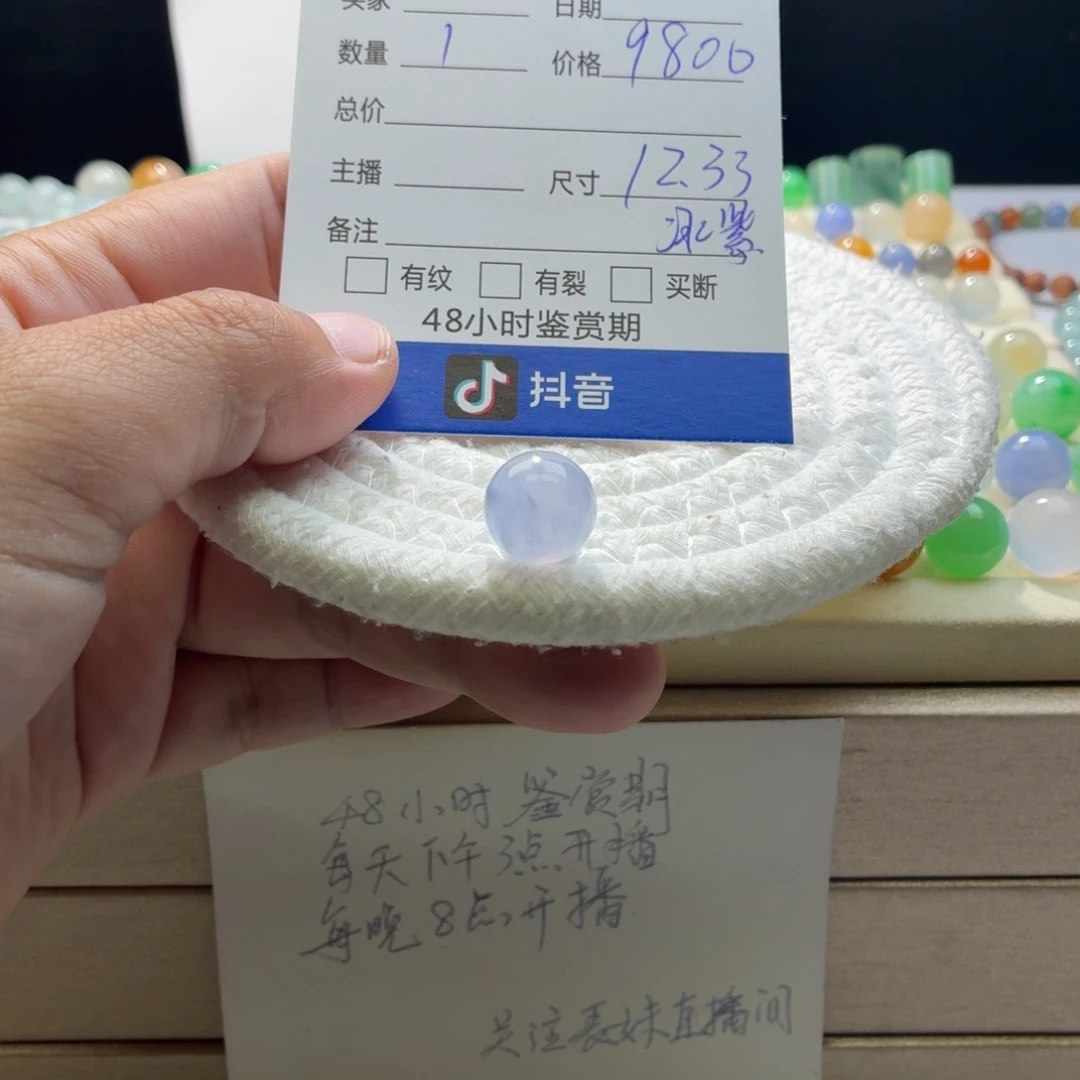 买家 日期
数量 1 价格 9800
总价
主播 尺寸 12.33
备注 冰紫
有纹 有裂 买断
48小时鉴赏期
抖音
48小时鉴赏期
每天下午3点开播
每晚8点开播
关注表妹直播间